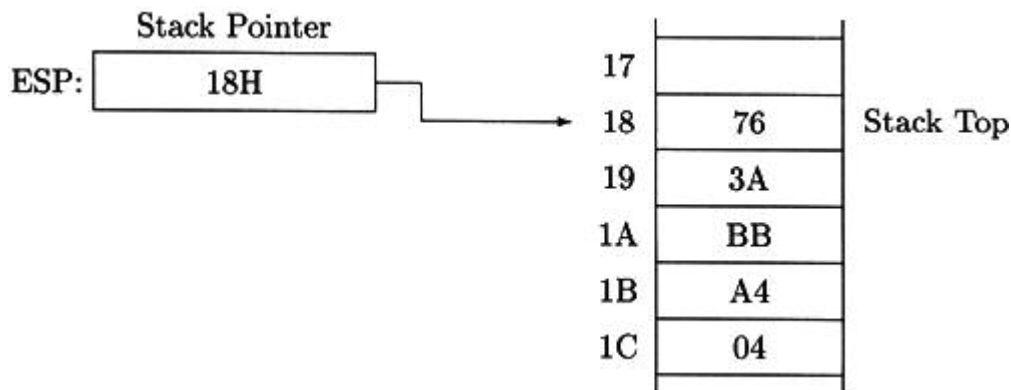 Stack Pointer
ESP: 18H
17
18 76 Stack Top
19 3A
1A BB
1B A4
1C 04